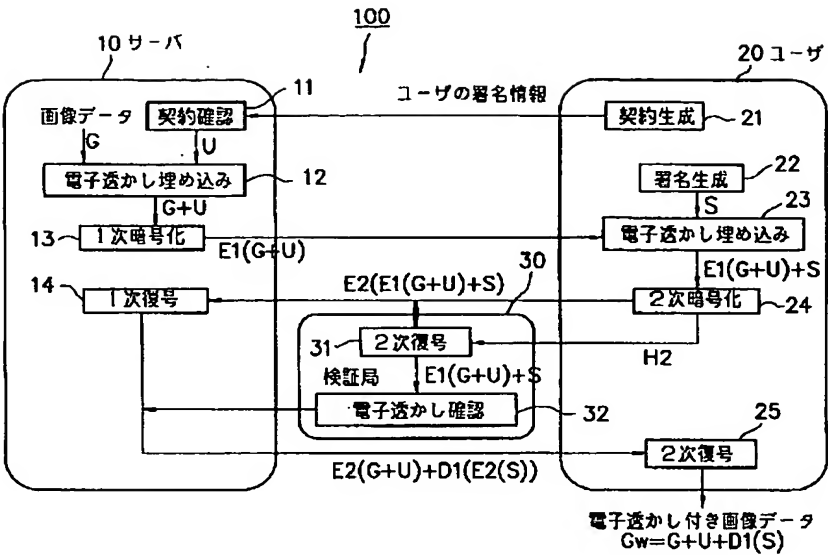 100
10 サーバ
20 ユーザ
11
契約確認
画像データ
ユーザの署名情報
契約生成
21
G
U
電子透かし埋め込み
12
22
署名生成
23
G+U
S
13
1次暗号化
電子透かし埋め込み
E1(G+U)
E1(G+U)+S
14
E2(E1(G+U)+S)
30
1次復号
2次暗号化
24
31
2次復号
H2
検証局
E1(G+U)+S
電子透かし確認
32
25
2次復号
E2(G+U)+D1(E2(S))
電子透かし付き画像データ
Gw=G+U+D1(S)